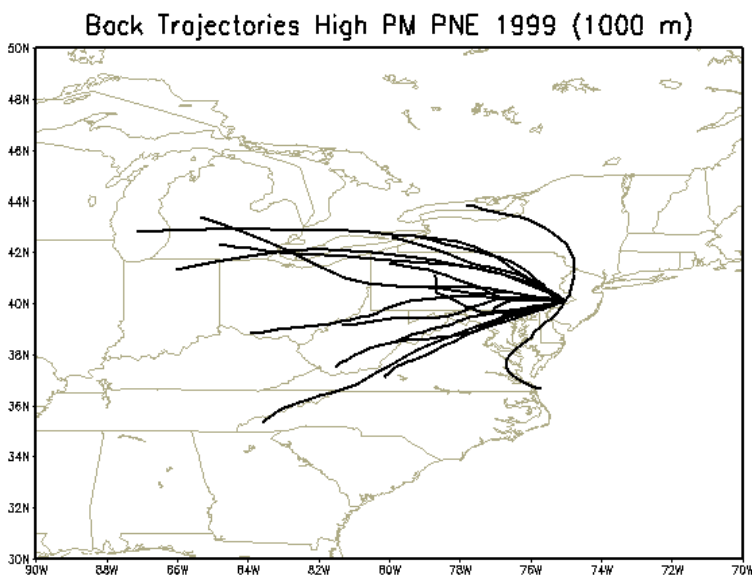 Back Trajectories High PM PNE 1999 (1000 m)
50N
48N
46N
44N
42N
40N
38N
36N
34N
32N
30N
90W 88W 86W 84W 82W 80W 78W 76W 74W 72W 70W